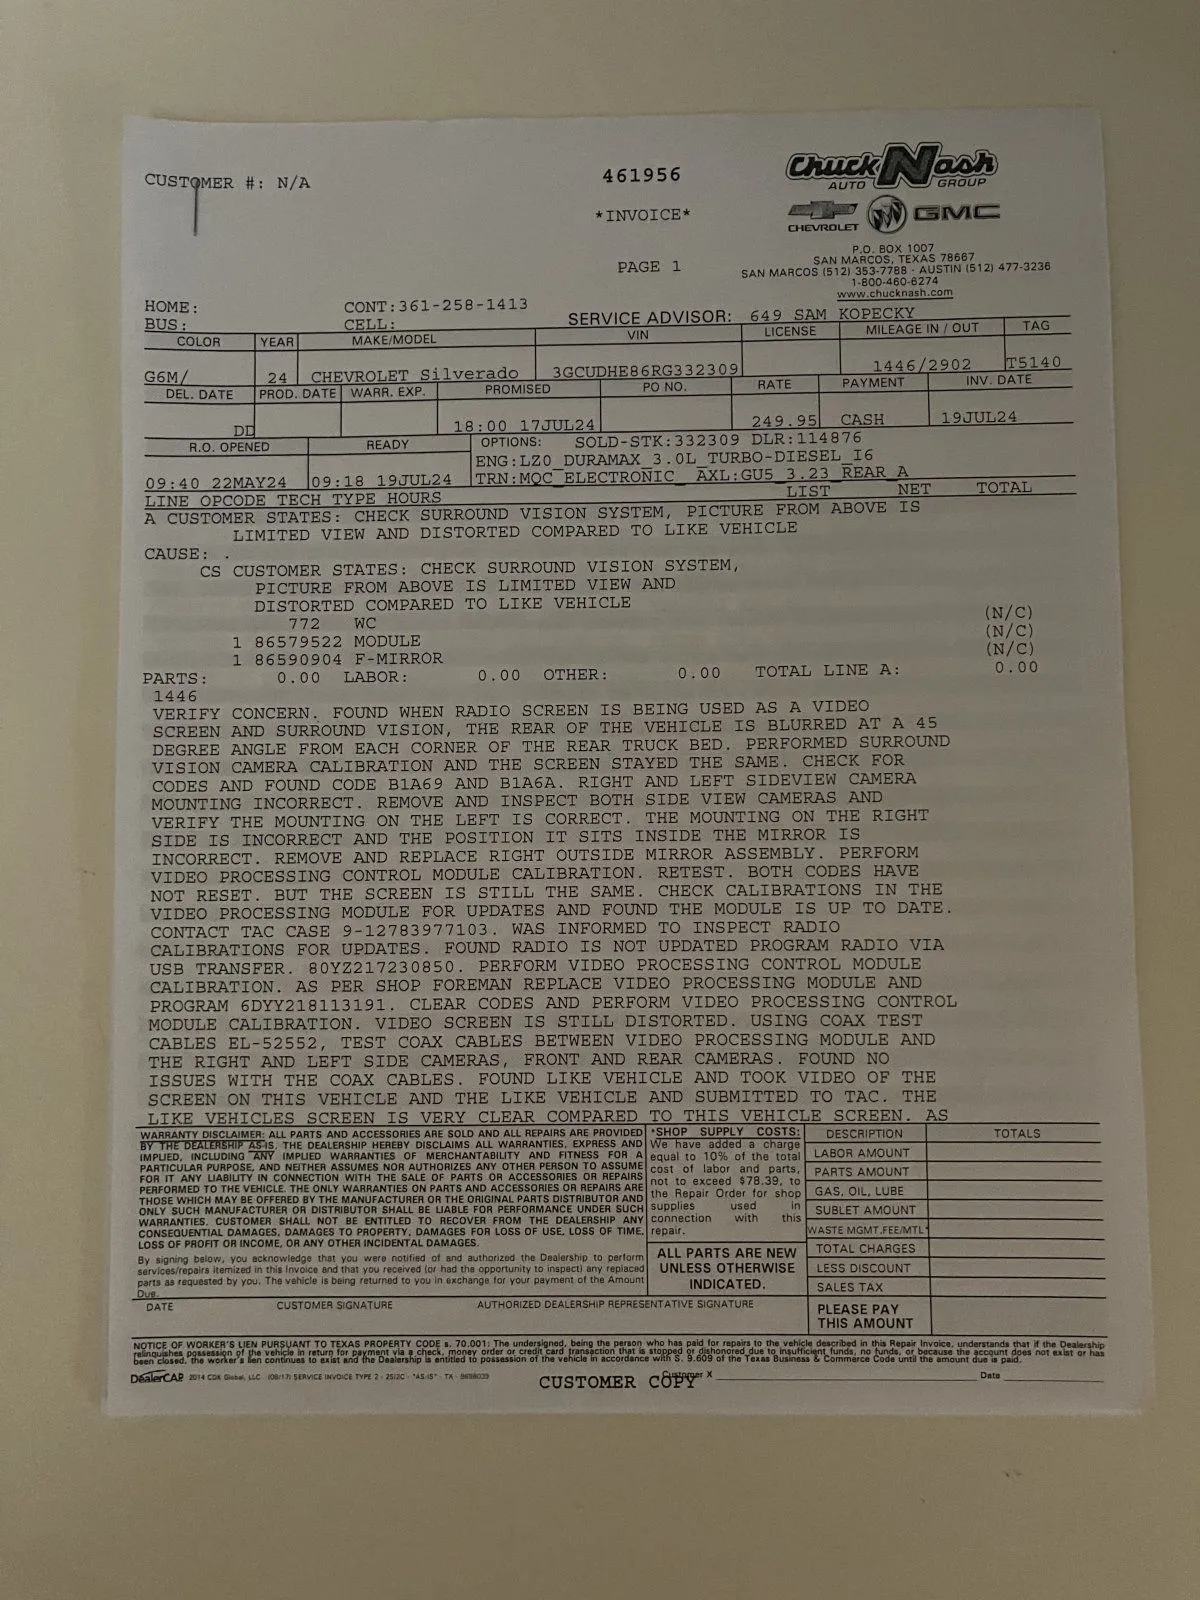 CUSTOMER #: N/A
461956
*INVOICE*
PAGE 1
Chuck Nash
AUTO GROUP
CHEVROLET
GMC
P.O. BOX 1007
SAN MARCOS, TEXAS 78667
SAN MARCOS (512) 353-7788 · AUSTIN (512) 477-3236
1-800-460-6274
www.chucknash.com
HOME: CONT:361-258-1413
BUS: CELL:
SERVICE ADVISOR: 649 SAM KOPECKY
COLOR YEAR MAKE/MODEL VIN LICENSE MILEAGE IN / OUT TAG
G6M/ 24 CHEVROLET Silverado 3GCUDHE86RG332309 1446/2902 T5140
DEL. DATE PROD. DATE WARR. EXP. PROMISED PO NO. RATE PAYMENT INV. DATE
DD 18:00 17JUL24 249.95 CASH 19JUL24
R.O. OPENED READY OPTIONS: SOLD-STK:332309 DLR:114876
ENG:LZ0_DURAMAX_3.0L_TURBO-DIESEL_I6
09:40 22MAY24 09:18 19JUL24 TRN:MQC_ELECTRONIC_ AXL:GU5_3.23_REAR_A
LINE OPCODE TECH TYPE HOURS LIST NET TOTAL
A CUSTOMER STATES: CHECK SURROUND VISION SYSTEM, PICTURE FROM ABOVE IS
LIMITED VIEW AND DISTORTED COMPARED TO LIKE VEHICLE
CAUSE: .
CS CUSTOMER STATES: CHECK SURROUND VISION SYSTEM,
PICTURE FROM ABOVE IS LIMITED VIEW AND
DISTORTED COMPARED TO LIKE VEHICLE
772 WC (N/C)
1 86579522 MODULE (N/C)
1 86590904 F-MIRROR (N/C)
PARTS: 0.00 LABOR: 0.00 OTHER: 0.00 TOTAL LINE A: 0.00
1446
VERIFY CONCERN. FOUND WHEN RADIO SCREEN IS BEING USED AS A VIDEO
SCREEN AND SURROUND VISION, THE REAR OF THE VEHICLE IS BLURRED AT A 45
DEGREE ANGLE FROM EACH CORNER OF THE REAR TRUCK BED. PERFORMED SURROUND
VISION CAMERA CALIBRATION AND THE SCREEN STAYED THE SAME. CHECK FOR
CODES AND FOUND CODE B1A69 AND B1A6A. RIGHT AND LEFT SIDEVIEW CAMERA
MOUNTING INCORRECT. REMOVE AND INSPECT BOTH SIDE VIEW CAMERAS AND
VERIFY THE MOUNTING ON THE LEFT IS CORRECT. THE MOUNTING ON THE RIGHT
SIDE IS INCORRECT AND THE POSITION IT SITS INSIDE THE MIRROR IS
INCORRECT. REMOVE AND REPLACE RIGHT OUTSIDE MIRROR ASSEMBLY. PERFORM
VIDEO PROCESSING CONTROL MODULE CALIBRATION. RETEST. BOTH CODES HAVE
NOT RESET. BUT THE SCREEN IS STILL THE SAME. CHECK CALIBRATIONS IN THE
VIDEO PROCESSING MODULE FOR UPDATES AND FOUND THE MODULE IS UP TO DATE.
CONTACT TAC CASE 9-12783977103. WAS INFORMED TO INSPECT RADIO
CALIBRATIONS FOR UPDATES. FOUND RADIO IS NOT UPDATED PROGRAM RADIO VIA
USB TRANSFER. 80YZ217230850. PERFORM VIDEO PROCESSING CONTROL MODULE
CALIBRATION. AS PER SHOP FOREMAN REPLACE VIDEO PROCESSING MODULE AND
PROGRAM 6DYY218113191. CLEAR CODES AND PERFORM VIDEO PROCESSING CONTROL
MODULE CALIBRATION. VIDEO SCREEN IS STILL DISTORTED. USING COAX TEST
CABLES EL-52552, TEST COAX CABLES BETWEEN VIDEO PROCESSING MODULE AND
THE RIGHT AND LEFT SIDE CAMERAS, FRONT AND REAR CAMERAS. FOUND NO
ISSUES WITH THE COAX CABLES. FOUND LIKE VEHICLE AND TOOK VIDEO OF THE
SCREEN ON THIS VEHICLE AND THE LIKE VEHICLE AND SUBMITTED TO TAC. THE
LIKE VEHICLES SCREEN IS VERY CLEAR COMPARED TO THIS VEHICLE SCREEN. AS
WARRANTY DISCLAIMER: ALL PARTS AND ACCESSORIES ARE SOLD AND ALL REPAIRS ARE PROVIDED
BY THE DEALERSHIP AS-IS. THE DEALERSHIP HEREBY DISCLAIMS ALL WARRANTIES, EXPRESS AND
IMPLIED, INCLUDING ANY IMPLIED WARRANTIES OF MERCHANTABILITY AND FITNESS FOR A
PARTICULAR PURPOSE, AND NEITHER ASSUMES NOR AUTHORIZES ANY OTHER PERSON TO ASSUME
FOR IT ANY LIABILITY IN CONNECTION WITH THE SALE OF PARTS OR ACCESSORIES OR REPAIRS
PERFORMED TO THE VEHICLE. THE ONLY WARRANTIES ON PARTS AND ACCESSORIES OR REPAIRS ARE
THOSE WHICH MAY BE OFFERED BY THE MANUFACTURER OR THE ORIGINAL PARTS DISTRIBUTOR AND
ONLY SUCH MANUFACTURER OR DISTRIBUTOR SHALL BE LIABLE FOR PERFORMANCE UNDER SUCH
WARRANTIES. CUSTOMER SHALL NOT BE ENTITLED TO RECOVER FROM THE DEALERSHIP ANY
CONSEQUENTIAL DAMAGES, DAMAGES TO PROPERTY, DAMAGES FOR LOSS OF USE, LOSS OF TIME,
LOSS OF PROFIT OR INCOME, OR ANY OTHER INCIDENTAL DAMAGES.
By signing below, you acknowledge that you were notified of and authorized the Dealership to perform
services/repairs itemized in this Invoice and that you received (or had the opportunity to inspect) any replaced
parts as requested by you. The vehicle is being returned to you in exchange for your payment of the Amount
Due.
*SHOP SUPPLY COSTS:
We have added a charge
equal to 10% of the total
cost of labor and parts,
not to exceed $78.39, to
the Repair Order for shop
supplies used in
connection with this
repair.
ALL PARTS ARE NEW
UNLESS OTHERWISE
INDICATED.
DESCRIPTION TOTALS
LABOR AMOUNT
PARTS AMOUNT
GAS, OIL, LUBE
SUBLET AMOUNT
WASTE MGMT.FEE/MTL*
TOTAL CHARGES
LESS DISCOUNT
SALES TAX
PLEASE PAY
THIS AMOUNT
DATE CUSTOMER SIGNATURE AUTHORIZED DEALERSHIP REPRESENTATIVE SIGNATURE
NOTICE OF WORKER'S LIEN PURSUANT TO TEXAS PROPERTY CODE s. 70.001: The undersigned, being the person who has paid for repairs to the vehicle described in this Repair Invoice, understands that if the Dealership
relinquishes possession of the vehicle in return for payment via a check, money order or credit card transaction that is stopped or dishonored due to insufficient funds, no funds, or because the account does not exist or has
been closed, the worker's lien continues to exist and the Dealership is entitled to possession of the vehicle in accordance with S. 9.609 of the Texas Business & Commerce Code until the amount due is paid.
DealerCAP 2014 CDK Global, LLC (08/17) SERVICE INVOICE TYPE 2 - 2SI2C - "AS-IS" - TX -
CUSTOMER COPY
Customer X Date